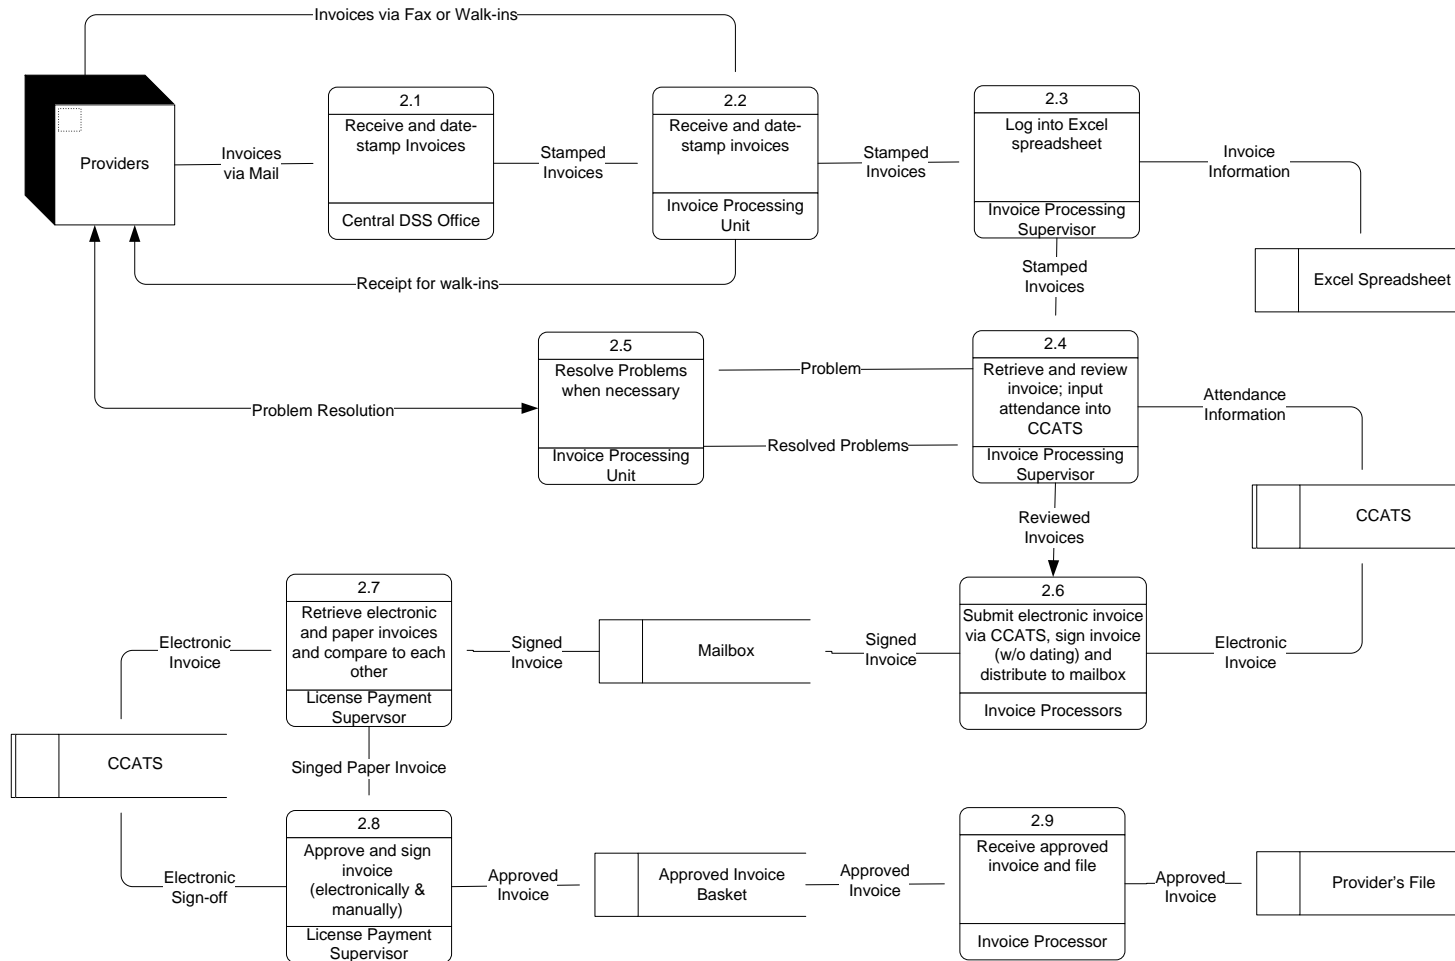 Invoices via Fax or Walk-ins
Providers
Invoices
via Mail
2.1
Receive and date-
stamp Invoices
Central DSS Office
Stamped
Invoices
2.2
Receive and date-
stamp invoices
Invoice Processing
Unit
Stamped
Invoices
2.3
Log into Excel
spreadsheet
Invoice Processing
Supervisor
Invoice
Information
Excel Spreadsheet
Receipt for walk-ins
Stamped
Invoices
2.5
Resolve Problems
when necessary
Invoice Processing
Unit
Problem
Resolved Problems
Problem Resolution
2.4
Retrieve and review
invoice; input
attendance into
CCATS
Invoice Processing
Supervisor
Attendance
Information
CCATS
Reviewed
Invoices
2.7
Retrieve electronic
and paper invoices
and compare to each
other
License Payment
Supervsor
Electronic
Invoice
Signed
Invoice
Mailbox
Signed
Invoice
2.6
Submit electronic invoice
via CCATS, sign invoice
(w/o dating) and
distribute to mailbox
Invoice Processors
Electronic
Invoice
CCATS
Singed Paper Invoice
2.8
Approve and sign
invoice
(electronically &
manually)
License Payment
Supervisor
Electronic
Sign-off
Approved
Invoice
Approved Invoice
Basket
Approved
Invoice
2.9
Receive approved
invoice and file
Invoice Processor
Approved
Invoice
Provider's File